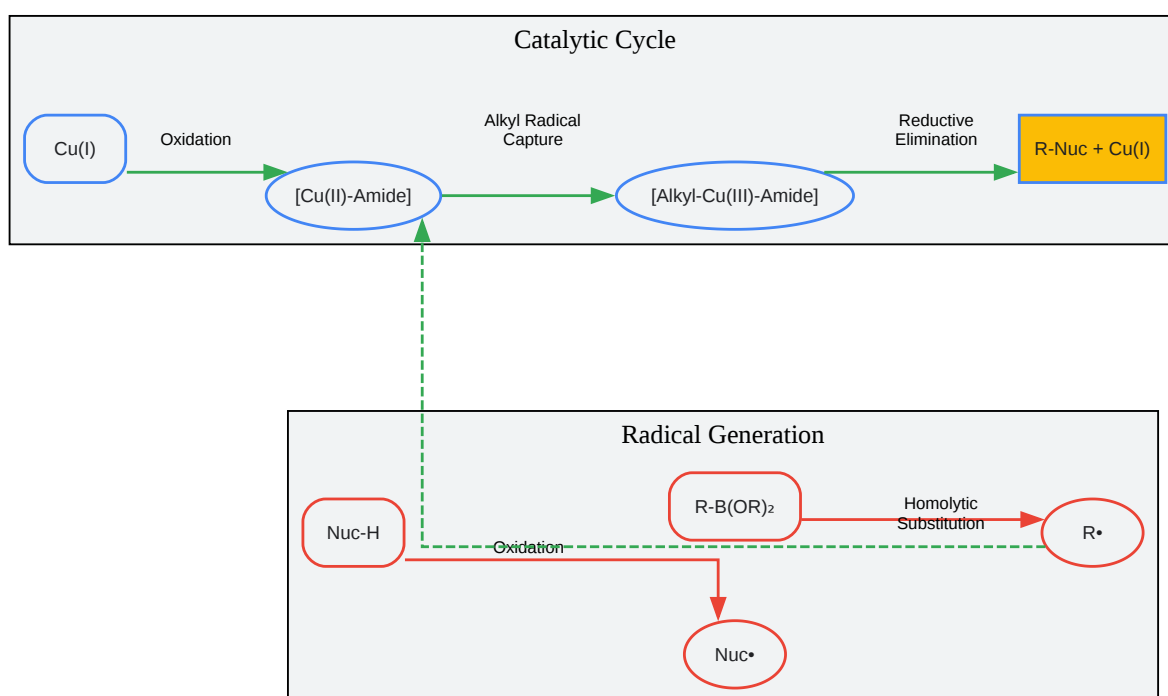 Catalytic Cycle
Cu(I)
Oxidation
[Cu(II)-Amide]
Alkyl Radical
Capture
[Alkyl-Cu(III)-Amide]
Reductive
Elimination
R-Nuc + Cu(I)
Radical Generation
Nuc-H
Oxidation
Nuc•
R-B(OR)₂
Homolytic
Substitution
R•